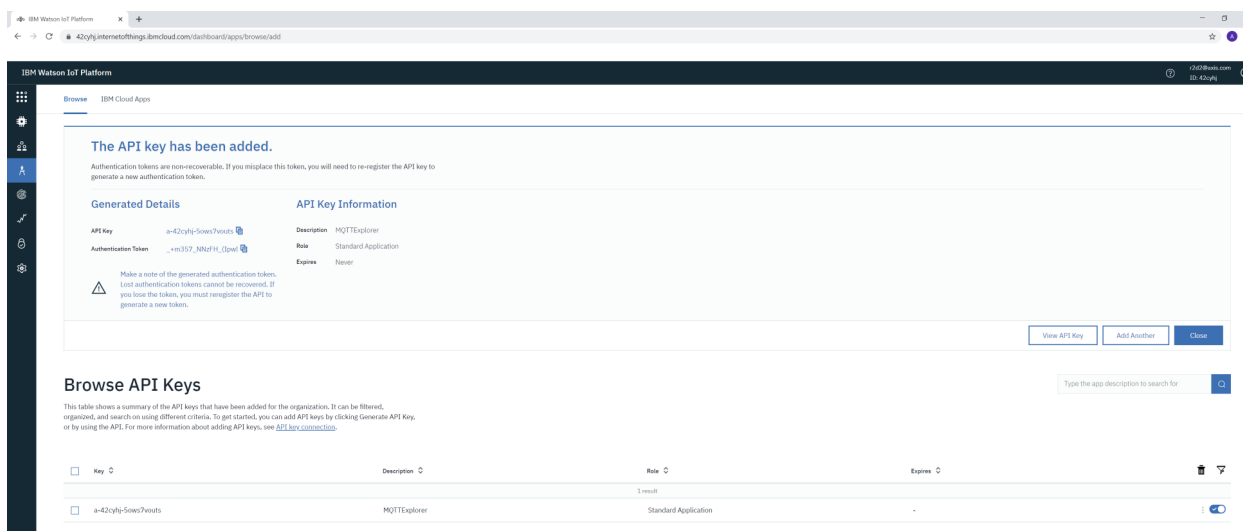 IBM Watson IoT Platform
42cyhj.internetofthings.ibmcloud.com/dashboard/apps/browse/add
A
IBM Watson IoT Platform
r2d2@axis.com
ID: 42cyhj
Browse IBM Cloud Apps
The API key has been added.
Authentication tokens are non-recoverable. If you misplace this token, you will need to re-register the API key to
generate a new authentication token.
Generated Details
API Key Information
API Key a-42cyhj-5ows7vouts
Description MQTTExplorer
Authentication Token _+m357_NNzFH_(Ipwl
Role Standard Application
Expires Never
Make a note of the generated authentication token.
Lost authentication tokens cannot be recovered. If
you lose the token, you must reregister the API to
generate a new token.
View API Key Add Another Close
Browse API Keys
Type the app description to search for
This table shows a summary of the API keys that have been added for the organization. It can be filtered,
organized, and search on using different criteria. To get started, you can add API keys by clicking Generate API Key,
or by using the API. For more information about adding API keys, see API key connection.
Key Description Role Expires
1 result
a-42cyhj-5ows7vouts MQTTExplorer Standard Application -